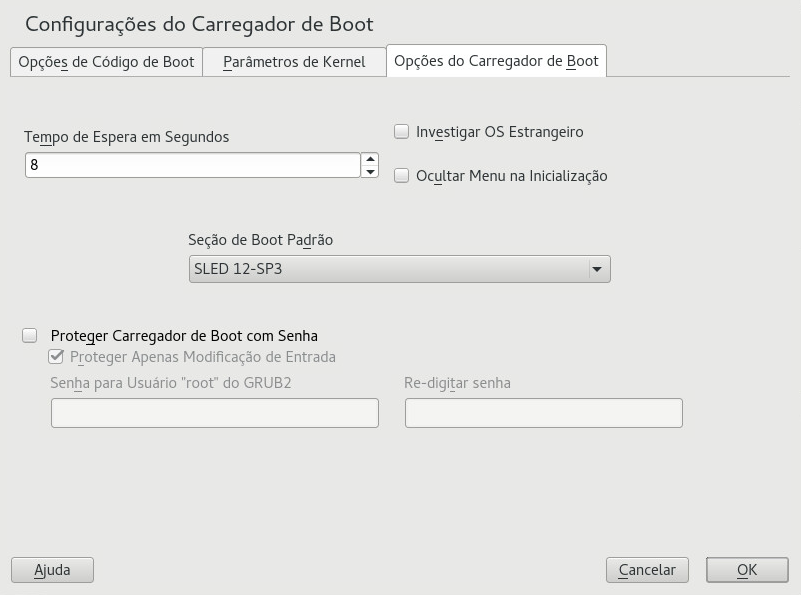 Configurações do Carregador de Boot
Opções de Código de Boot
Parâmetros de Kernel
Opções do Carregador de Boot
Tempo de Espera em Segundos
8
Investigar OS Estrangeiro
Ocultar Menu na Inicialização
Seção de Boot Padrão
SLED 12-SP3
Proteger Carregador de Boot com Senha
Proteger Apenas Modificação de Entrada
Senha para Usuário "root" do GRUB2
Re-digitar senha
Ajuda
Cancelar
OK